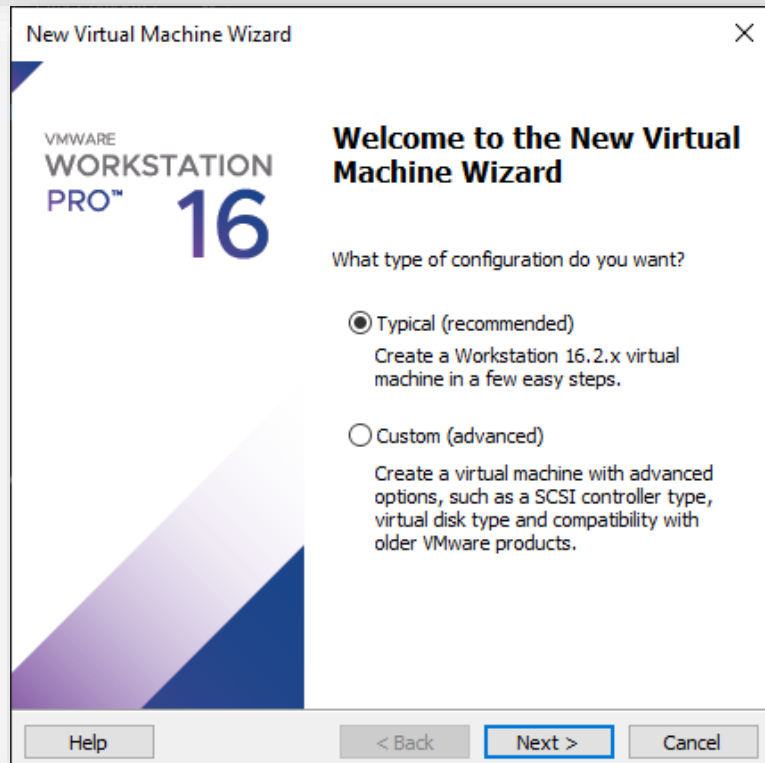 New Virtual Machine Wizard
VMWARE
WORKSTATION
PRO™ 16
Welcome to the New Virtual
Machine Wizard
What type of configuration do you want?
Typical (recommended)
Create a Workstation 16.2.x virtual
machine in a few easy steps.
Custom (advanced)
Create a virtual machine with advanced
options, such as a SCSI controller type,
virtual disk type and compatibility with
older VMware products.
Help
< Back
Next >
Cancel